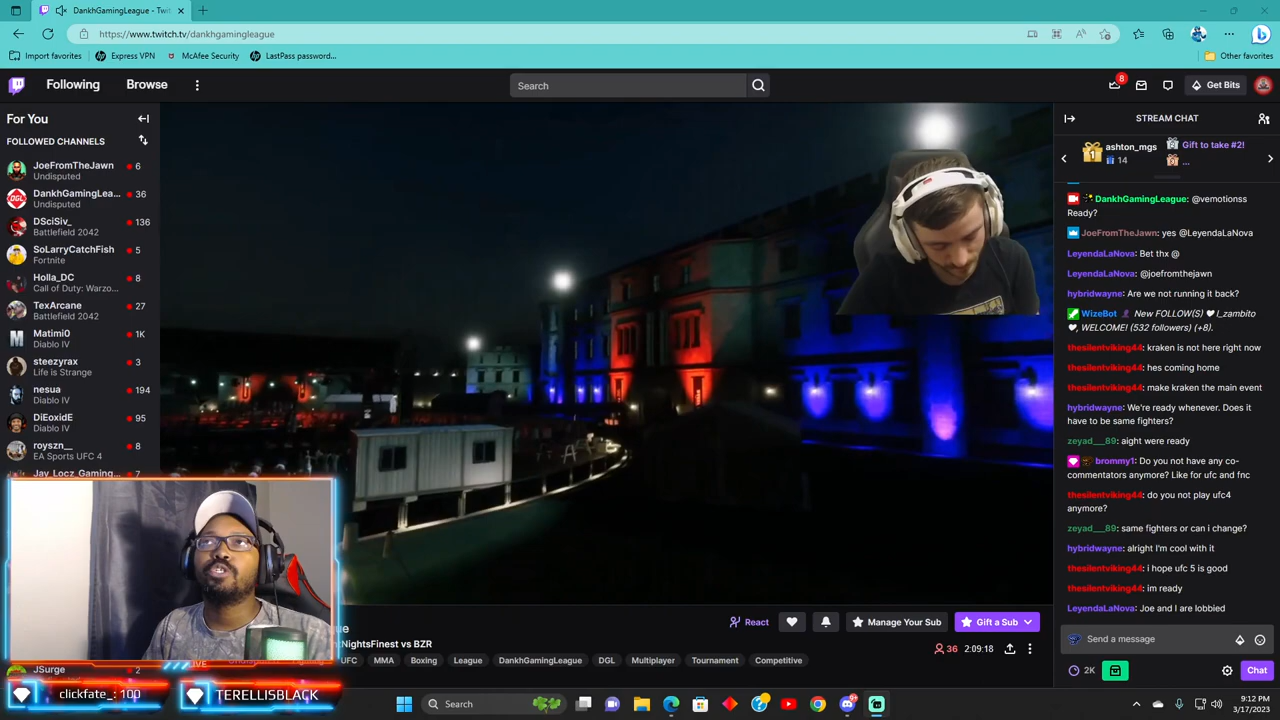 DankhGamingLeague - Twit
https://www.twitch.tv/dankhgamingleague
Import favorites
Express VPN
McAfee Security
LastPass password...
Other favorites
Following
Browse
Search
8
Get Bits
For You
FOLLOWED CHANNELS
JoeFromTheJawn
6
Undisputed
DankhGamingLea...
36
Undisputed
DSciSiv_
136
Battlefield 2042
SoLarryCatchFish
5
Fortnite
Holla_DC
8
Call of Duty: Warzo...
TexArcane
27
Battlefield 2042
Matimi0
1K
Diablo IV
steezyrax
3
Life is Strange
nesua
194
Diablo IV
DiEoxidE
95
Diablo IV
royszn__
8
EA Sports UFC 4
Jay_Locz_Gaming...
7
JSurge
2
LIVE
clickfate_: 100
TERELLISBLACK
NightsFinest vs BZR
UFC
MMA
Boxing
League
DankhGamingLeague
DGL
Multiplayer
Tournament
Competitive
React
Manage Your Sub
Gift a Sub
36
2:09:18
STREAM CHAT
ashton_mgs
14
Gift to take #2!
...
DankhGamingLeague: @vemotionss
Ready?
JoeFromTheJawn: yes @LeyendaLaNova
LeyendaLaNova: Bet thx @
LeyendaLaNova: @joefromthejawn
hybridwayne: Are we not running it back?
WizeBot New FOLLOW(S) l_zambito
, WELCOME! (532 followers) (+8).
thesilentviking44: kraken is not here right now
thesilentviking44: hes coming home
thesilentviking44: make kraken the main event
hybridwayne: We're ready whenever. Does it
have to be same fighters?
zeyad___89: aight were ready
brommy1: Do you not have any co-
commentators anymore? Like for ufc and fnc
thesilentviking44: do you not play ufc4
anymore?
zeyad___89: same fighters or can i change?
hybridwayne: alright I'm cool with it
thesilentviking44: i hope ufc 5 is good
thesilentviking44: im ready
LeyendaLaNova: Joe and I are lobbied
Send a message
2K
Chat
Search
9:12 PM
3/17/2023